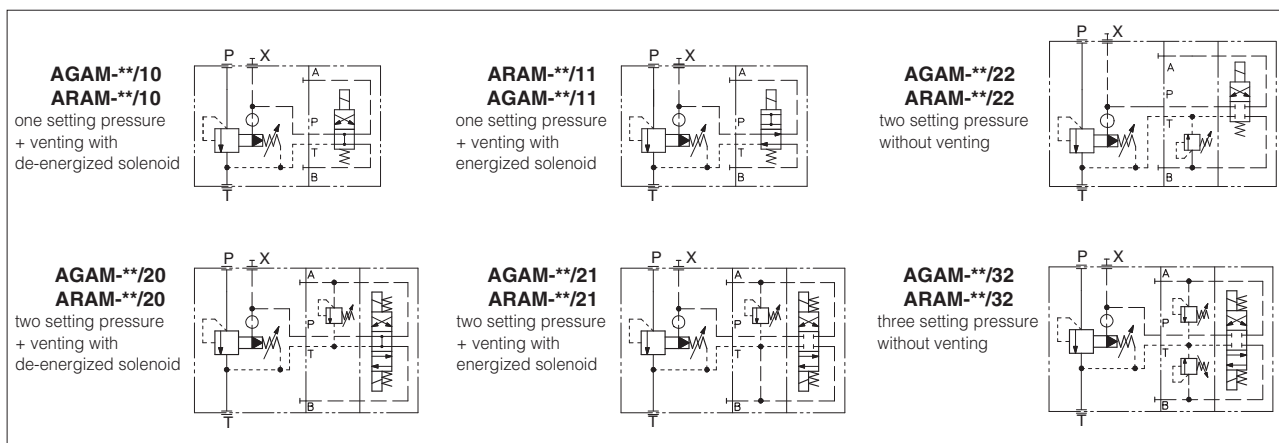 AGAM-**/10
ARAM-**/10
one setting pressure
+ venting with
de-energized solenoid
P X
A
P
T
B
T
ARAM-**/11
AGAM-**/11
one setting pressure
+ venting with
energized solenoid
P X
A
P
T
B
T
AGAM-**/22
ARAM-**/22
two setting pressure
without venting
P X
A
P
T
B
T
AGAM-**/20
ARAM-**/20
two setting pressure
+ venting with
de-energized solenoid
P X
A
P
T
B
T
AGAM-**/21
ARAM-**/21
two setting pressure
+ venting with
energized solenoid
P X
A
P
T
B
T
AGAM-**/32
ARAM-**/32
three setting pressure
without venting
P X
A
P
T
B
T